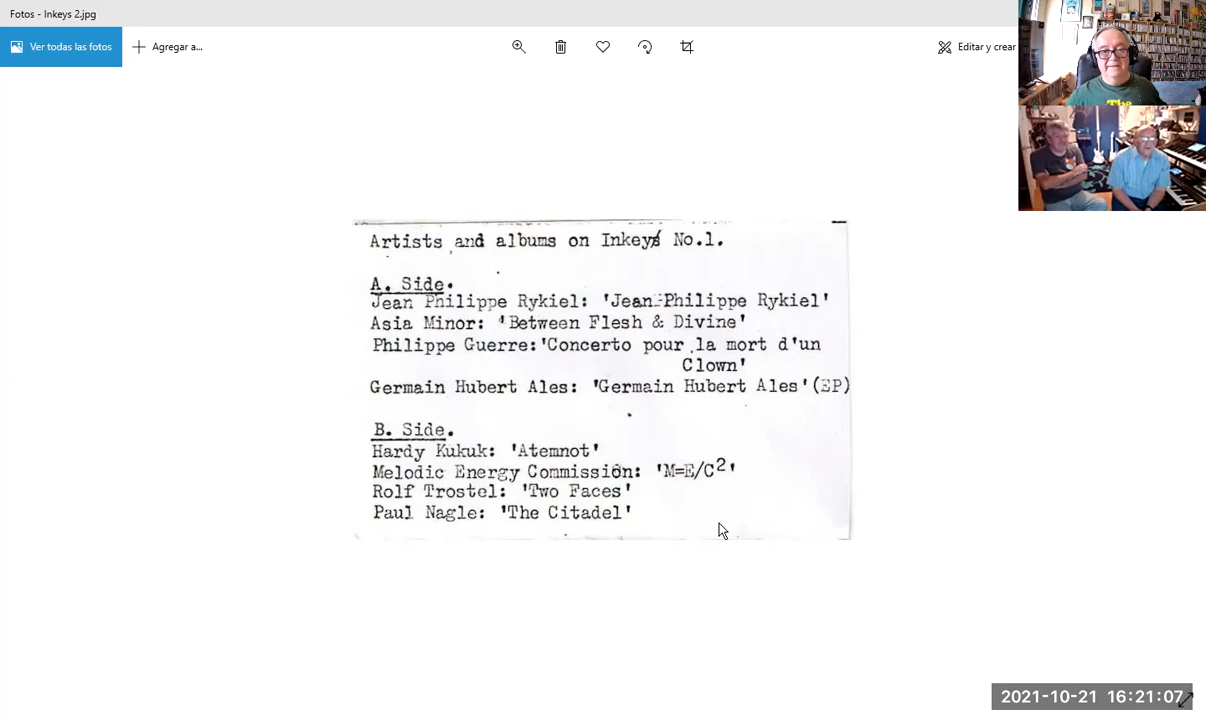 Fotos - Inkeys 2.jpg
Ver todas las fotos
Agregar a...
Editar y crear
The
Artists and albums on Inkeys No.1.
A. Side.
Jean Philippe Rykiel: 'Jean-Philippe Rykiel'
Asia Minor: 'Between Flesh & Divine'
Philippe Guerre: 'Concerto pour la mort d'un
Clown'
Germain Hubert Ales: 'Germain Hubert Ales' (EP)
B. Side.
Hardy Kukuk: 'Atemnot'
Melodic Energy Commission: 'M=E/C²'
Rolf Trostel: 'Two Faces'
Paul Nagle: 'The Citadel'
2021-10-21 16:21:07